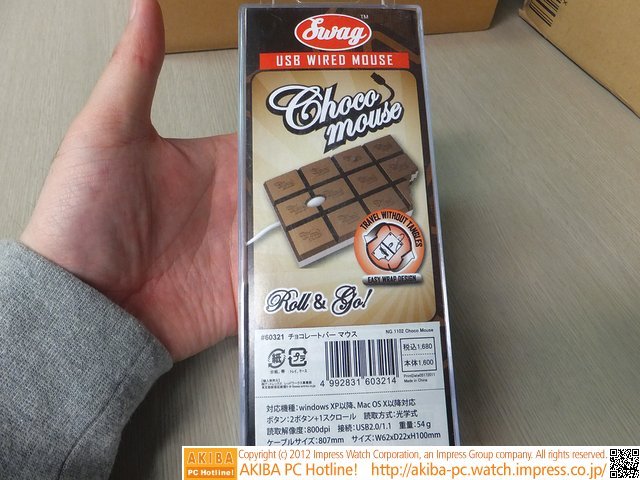 Swag™
USB WIRED MOUSE
Choco
mouse
TRAVEL WITHOUT TANGLES
EASY WRAP DESIGN
Roll & Go!
#60321 チョコレートバー マウス
NG 1102 Choco Mouse
紙
プラ
税込1,680
本体1,600
Made in China
4 992831 603214
対応機種：windows XP以降、Mac OS X以降対応
ボタン：2ボタン+1スクロール 読取方式：光学式
読取解像度：800dpi 接続：USB2.0/1.1 重量：54g
ケーブルサイズ：807mm サイズ：W62xD22xH100mm
AKIBA
PC Hotline!
Copyright (c) 2012 Impress Watch Corporation, an Impress Group company. All rights reserved.
AKIBA PC Hotline! http://akiba-pc.watch.impress.co.jp/